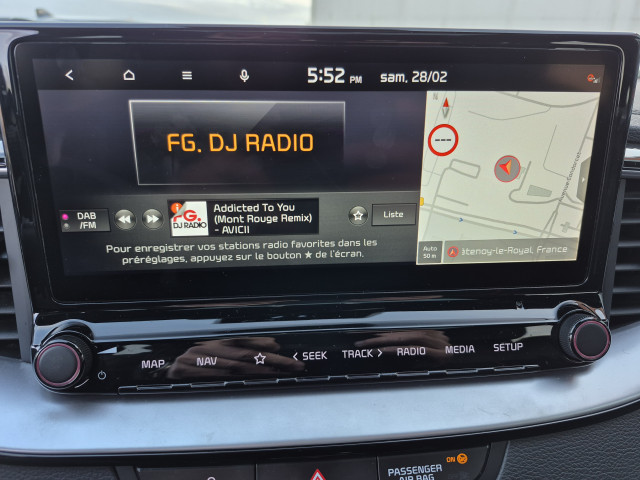 5:52 PM sam. 28/02
FG. DJ RADIO
N
---
DAB
/FM
FG.
DJ RADIO
Addicted To You
(Mont Rouge Remix)
- AVICII
Liste
Auto
50 m
tenoy-le-Royal, France
Pour enregistrer vos stations radio favorites dans les
préréglages, appuyez sur le bouton ★ de l'écran.
MAP NAV ☆ < SEEK TRACK > RADIO MEDIA SETUP
PASSENGER
AIR BAG
ON